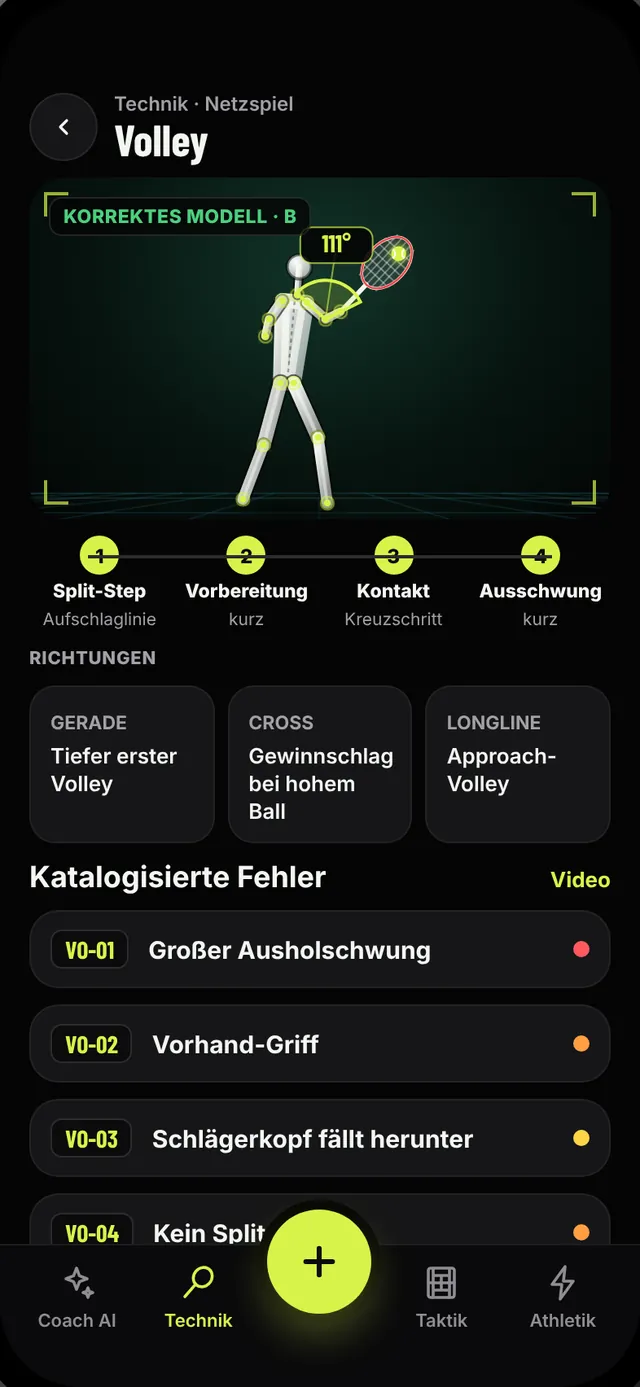 Technik · Netzspiel
Volley
KORREKTES MODELL · B
111°
1
2
3
4
Split-Step
Vorbereitung
Kontakt
Ausschwung
Aufschlaglinie
kurz
Kreuzschritt
kurz
RICHTUNGEN
GERADE
Tiefer erster
Volley
CROSS
Gewinnschlag
bei hohem
Ball
LONGLINE
Approach-
Volley
Katalogisierte Fehler
Video
VO-01 Großer Ausholschwung
VO-02 Vorhand-Griff
VO-03 Schlägerkopf fällt herunter
VO-04 Kein Split
Coach AI
Technik
Taktik
Athletik